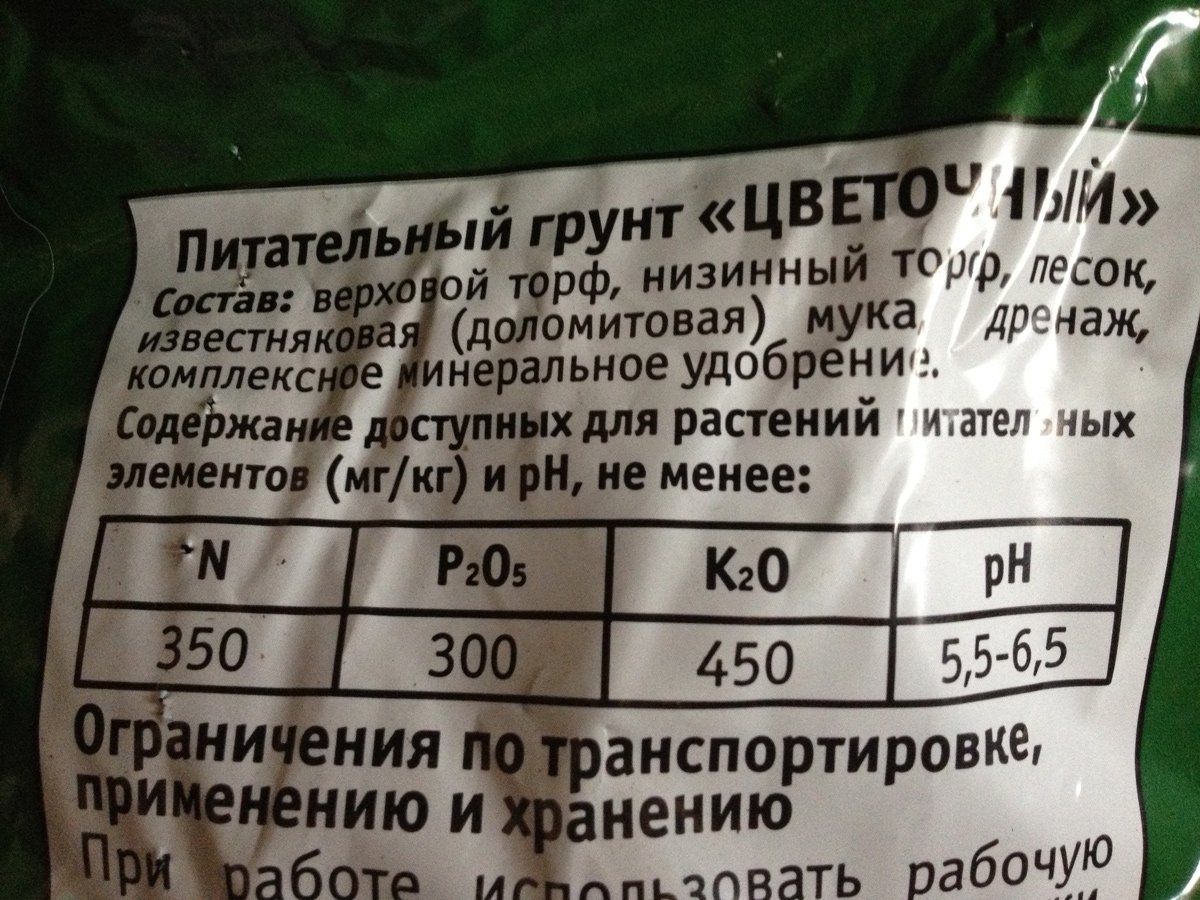 Питательный грунт «ЦВЕТОЧНЫЙ»
Состав: верховой торф, низинный торф, песок,
известняковая (доломитовая) мука, дренаж,
комплексное минеральное удобрение.
Содержание доступных для растений питательных
элементов (мг/кг) и pH, не менее:
N P₂O₅ K₂O pH
350 300 450 5,5-6,5
Ограничения по транспортировке,
применению и хранению
При работе использовать рабочую